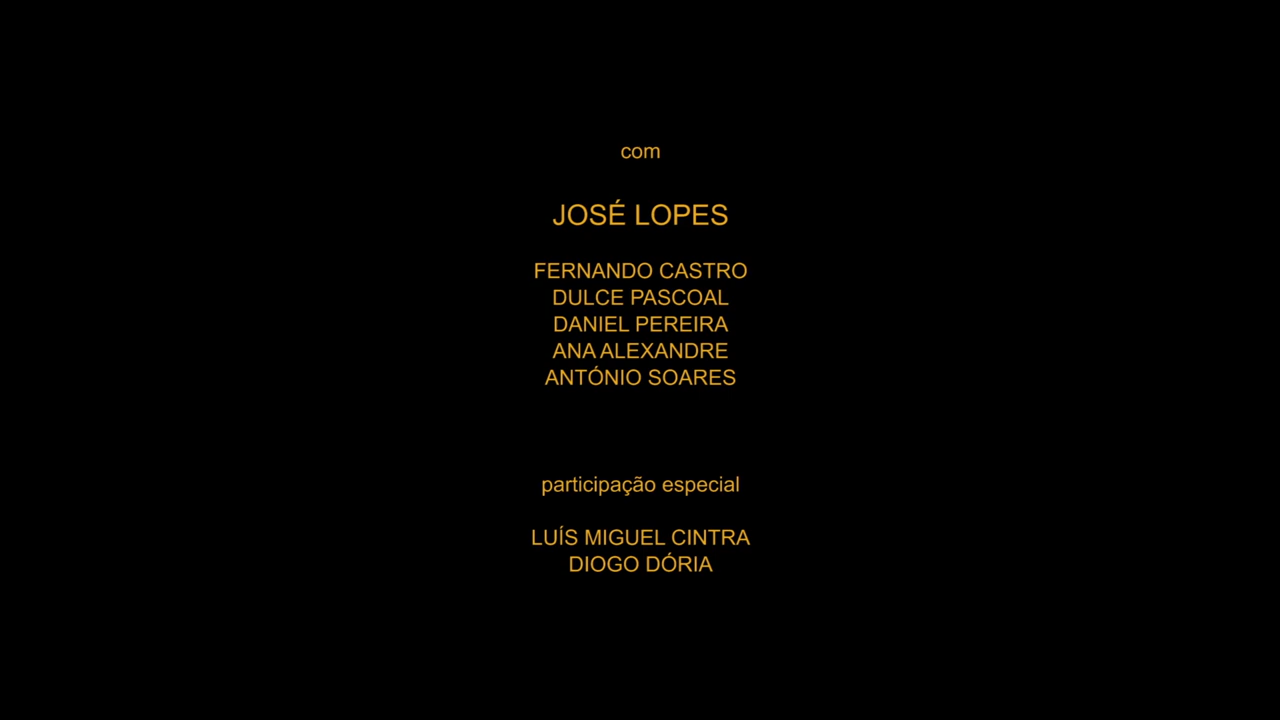 com
JOSÉ LOPES
FERNANDO CASTRO
DULCE PASCOAL
DANIEL PEREIRA
ANA ALEXANDRE
ANTÓNIO SOARES
participação especial
LUÍS MIGUEL CINTRA
DIOGO DÓRIA